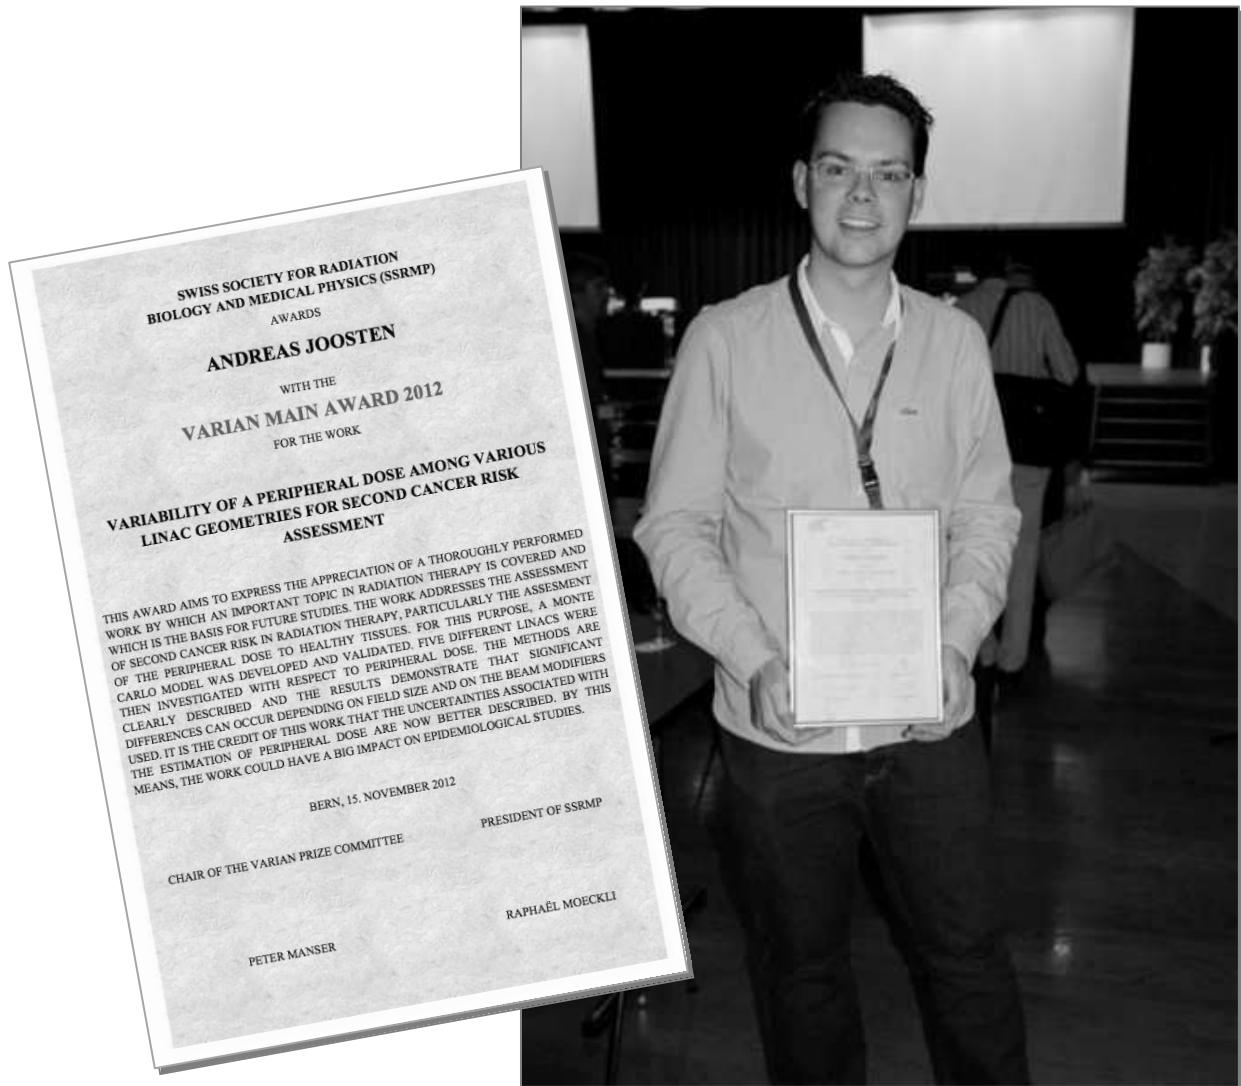 SWISS SOCIETY FOR RADIATION
BIOLOGY AND MEDICAL PHYSICS (SSRMP)
AWARDS
ANDREAS JOOSTEN
WITH THE
VARIAN MAIN AWARD 2012
FOR THE WORK
VARIABILITY OF A PERIPHERAL DOSE AMONG VARIOUS
LINAC GEOMETRIES FOR SECOND CANCER RISK
ASSESSMENT
THIS AWARD AIMS TO EXPRESS THE APPRECIATION OF A THOROUGHLY PERFORMED
WORK BY WHICH AN IMPORTANT TOPIC IN RADIATION THERAPY IS COVERED AND
WHICH IS THE BASIS FOR FUTURE STUDIES. THE WORK ADDRESSES THE ASSESSMENT
OF SECOND CANCER RISK IN RADIATION THERAPY, PARTICULARLY THE ASSESMENT
OF THE PERIPHERAL DOSE TO HEALTHY TISSUES. FOR THIS PURPOSE, A MONTE
CARLO MODEL WAS DEVELOPED AND VALIDATED. FIVE DIFFERENT LINACS WERE
THEN INVESTIGATED WITH RESPECT TO PERIPHERAL DOSE. THE METHODS ARE
CLEARLY DESCRIBED AND THE RESULTS DEMONSTRATE THAT SIGNIFICANT
DIFFERENCES CAN OCCUR DEPENDING ON FIELD SIZE AND ON THE BEAM MODIFIERS
USED. IT IS THE CREDIT OF THIS WORK THAT THE UNCERTAINTIES ASSOCIATED WITH
THE ESTIMATION OF PERIPHERAL DOSE ARE NOW BETTER DESCRIBED. BY THIS
MEANS, THE WORK COULD HAVE A BIG IMPACT ON EPIDEMIOLOGICAL STUDIES.
BERN, 15. NOVEMBER 2012
CHAIR OF THE VARIAN PRIZE COMMITTEE
PRESIDENT OF SSRMP
PETER MANSER
RAPHAËL MOECKLI